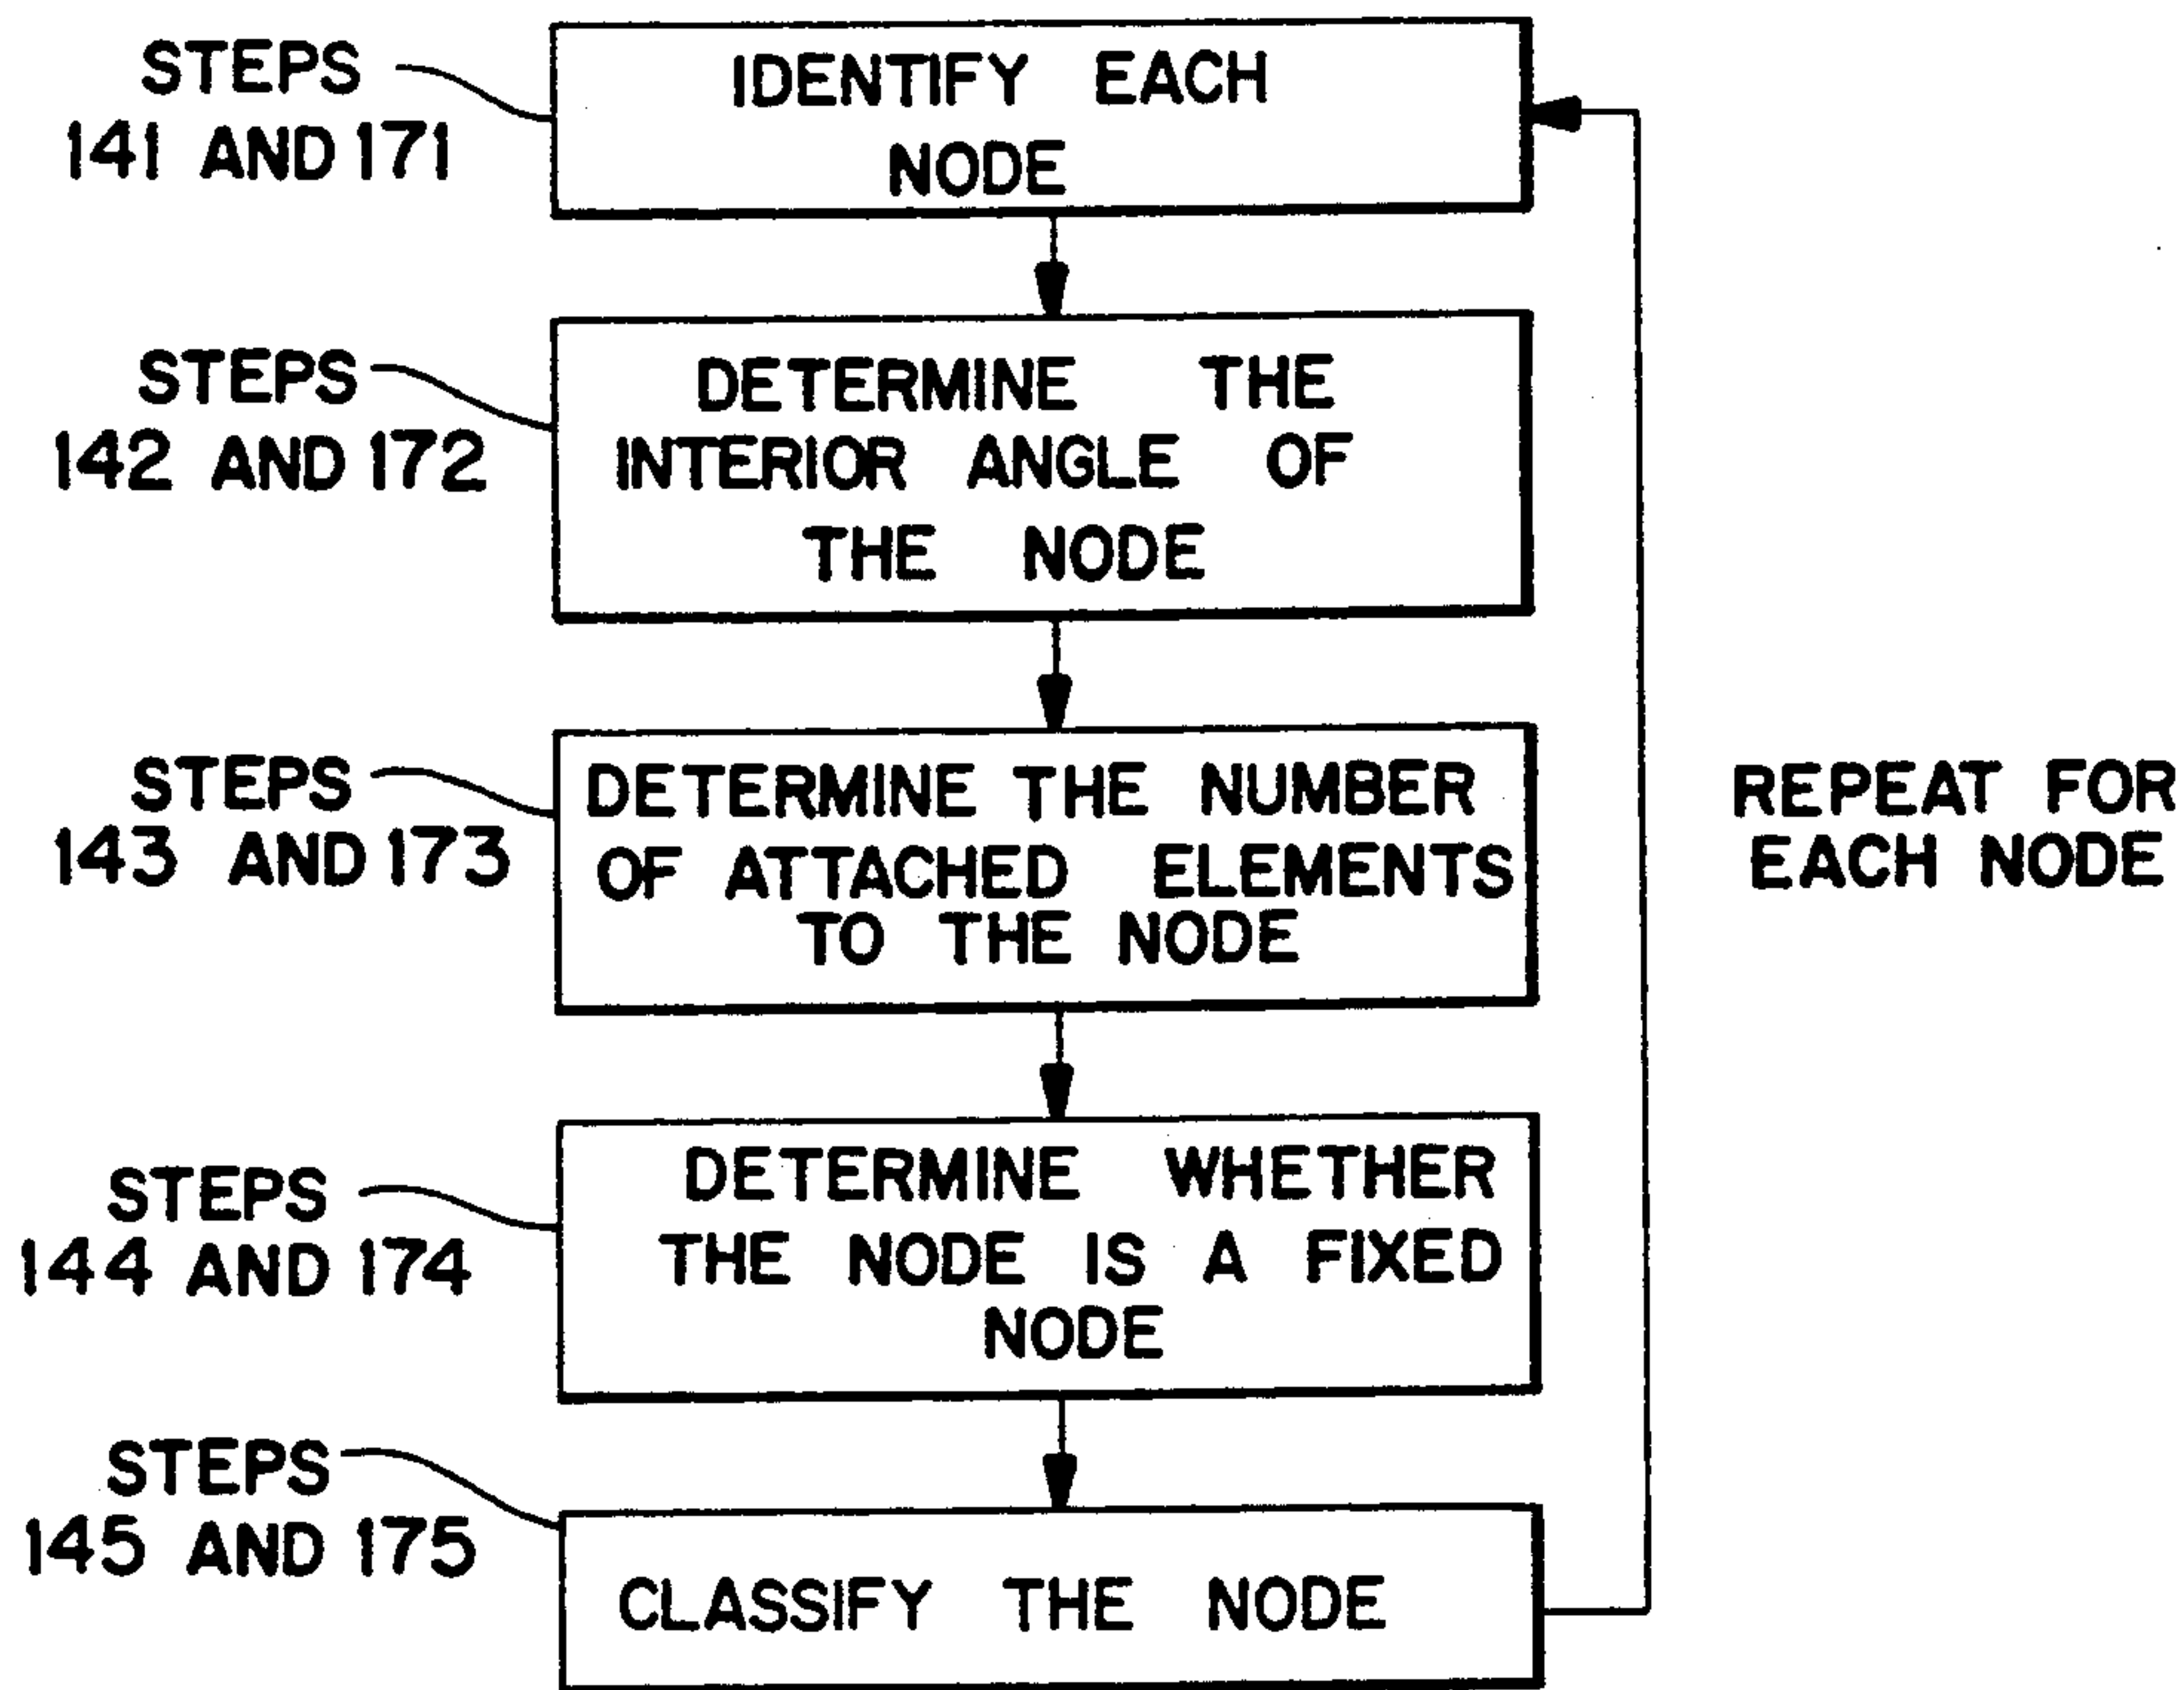 STEPS
141 AND 171
IDENTIFY EACH
NODE
STEPS
142 AND 172
DETERMINE THE
INTERIOR ANGLE OF
THE NODE
STEPS
143 AND 173
DETERMINE THE NUMBER
OF ATTACHED ELEMENTS
TO THE NODE
REPEAT FOR
EACH NODE
STEPS
144 AND 174
DETERMINE WHETHER
THE NODE IS A FIXED
NODE
STEPS
145 AND 175
CLASSIFY THE NODE